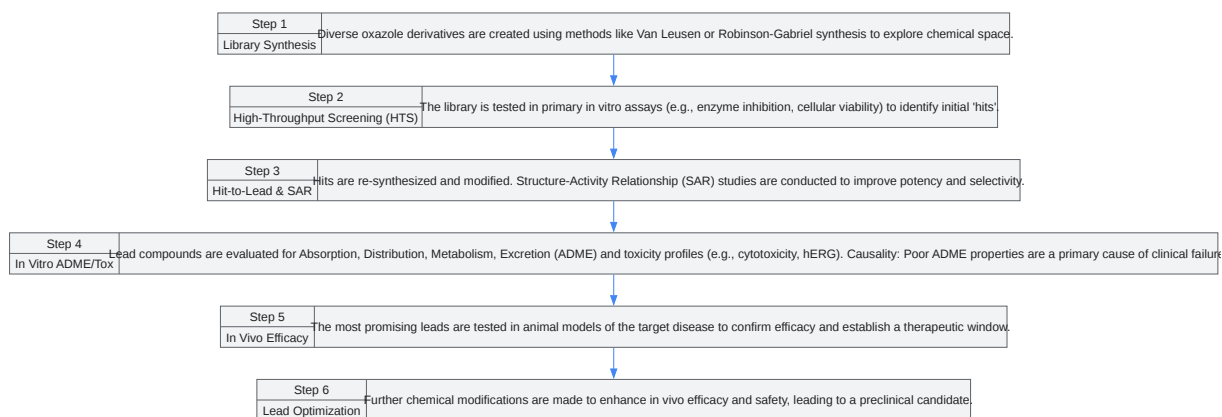 Step 1
Library Synthesis
Diverse oxazole derivatives are created using methods like Van Leusen or Robinson-Gabriel synthesis to explore chemical space.
Step 2
High-Throughput Screening (HTS)
The library is tested in primary in vitro assays (e.g., enzyme inhibition, cellular viability) to identify initial 'hits'.
Step 3
Hit-to-Lead & SAR
Hits are re-synthesized and modified. Structure-Activity Relationship (SAR) studies are conducted to improve potency and selectivity.
Step 4
In Vitro ADME/Tox
Lead compounds are evaluated for Absorption, Distribution, Metabolism, Excretion (ADME) and toxicity profiles (e.g., cytotoxicity, hERG). Causality: Poor ADME properties are a primary cause of clinical failure
Step 5
In Vivo Efficacy
The most promising leads are tested in animal models of the target disease to confirm efficacy and establish a therapeutic window.
Step 6
Lead Optimization
Further chemical modifications are made to enhance in vivo efficacy and safety, leading to a preclinical candidate.